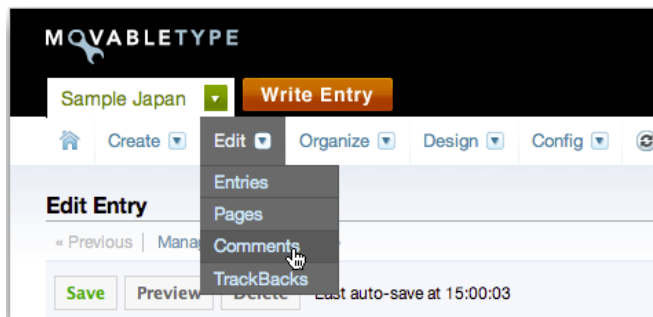 MOVABLETYPE
Sample Japan Write Entry
Create Edit Organize Design Config
Entries
Edit Entry
Pages
« Previous
Comments
TrackBacks
Save Preview Delete Last auto-save at 15:00:03